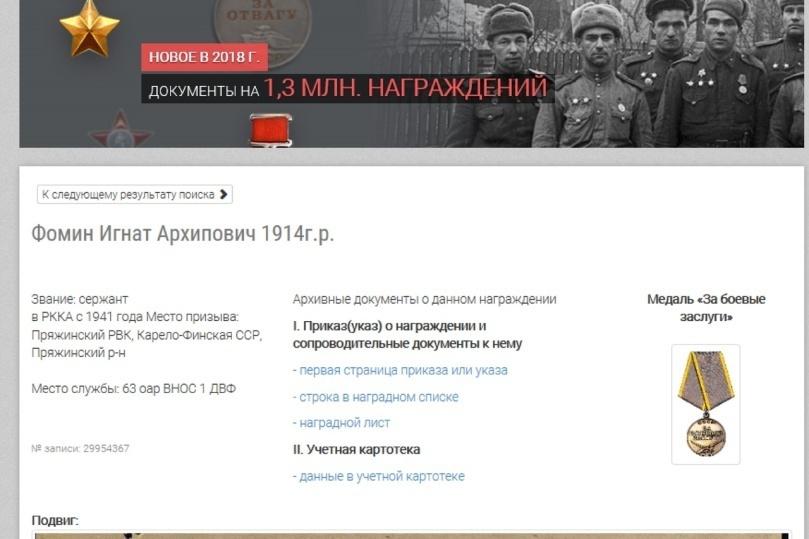 ЗА
ОТВАГУ
НОВОЕ В 2018 Г.
ДОКУМЕНТЫ НА 1,3 МЛН. НАГРАЖДЕНИЙ
К следующему результату поиска
Фомин Игнат Архипович 1914г.р.
Звание: сержант
в РККА с 1941 года Место призыва:
Пряжинский РВК, Карело-Финская ССР,
Пряжинский р-н
Место службы: 63 оар ВНОС 1 ДВФ
№ записи: 29954367
Архивные документы о данном награждении
I. Приказ(указ) о награждении и
сопроводительные документы к нему
- первая страница приказа или указа
- строка в наградном списке
- наградной лист
II. Учетная картотека
- данные в учетной картотеке
Медаль «За боевые
заслуги»
Подвиг: